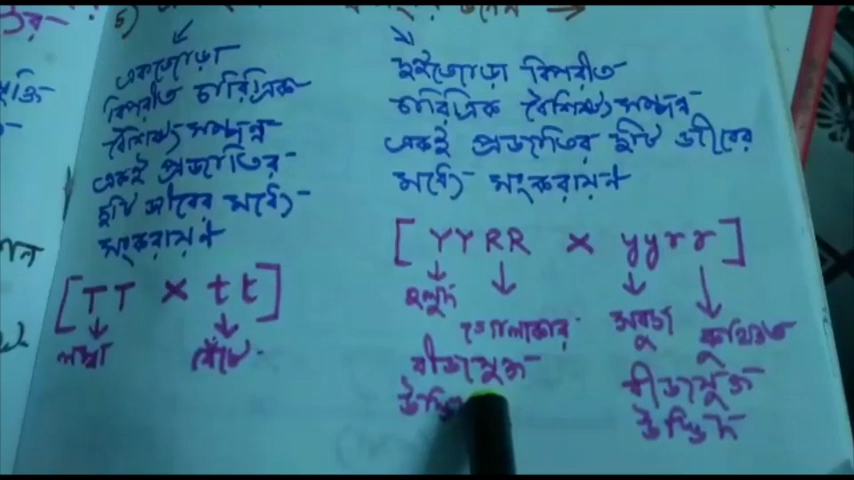 5)
একজোড়া
বিপরীত চারিত্রিক
বৈশিষ্ট্য সম্পন্ন
একই প্রজাতির
দুটি জীবের মধ্যে
সংকরায়ণ
[TT × tt]
লম্বা বেঁটে
দুইজোড়া বিপরীত
চারিত্রিক বৈশিষ্ট্য সম্পন্ন
একই প্রজাতির দুটি জীবের
মধ্যে সংকরায়ণ
[YYRR × yyrr]
হলুদ গোলাকার
বীজযুক্ত
সবুজ কুঞ্চিত
বীজযুক্ত
উদ্ভিদ